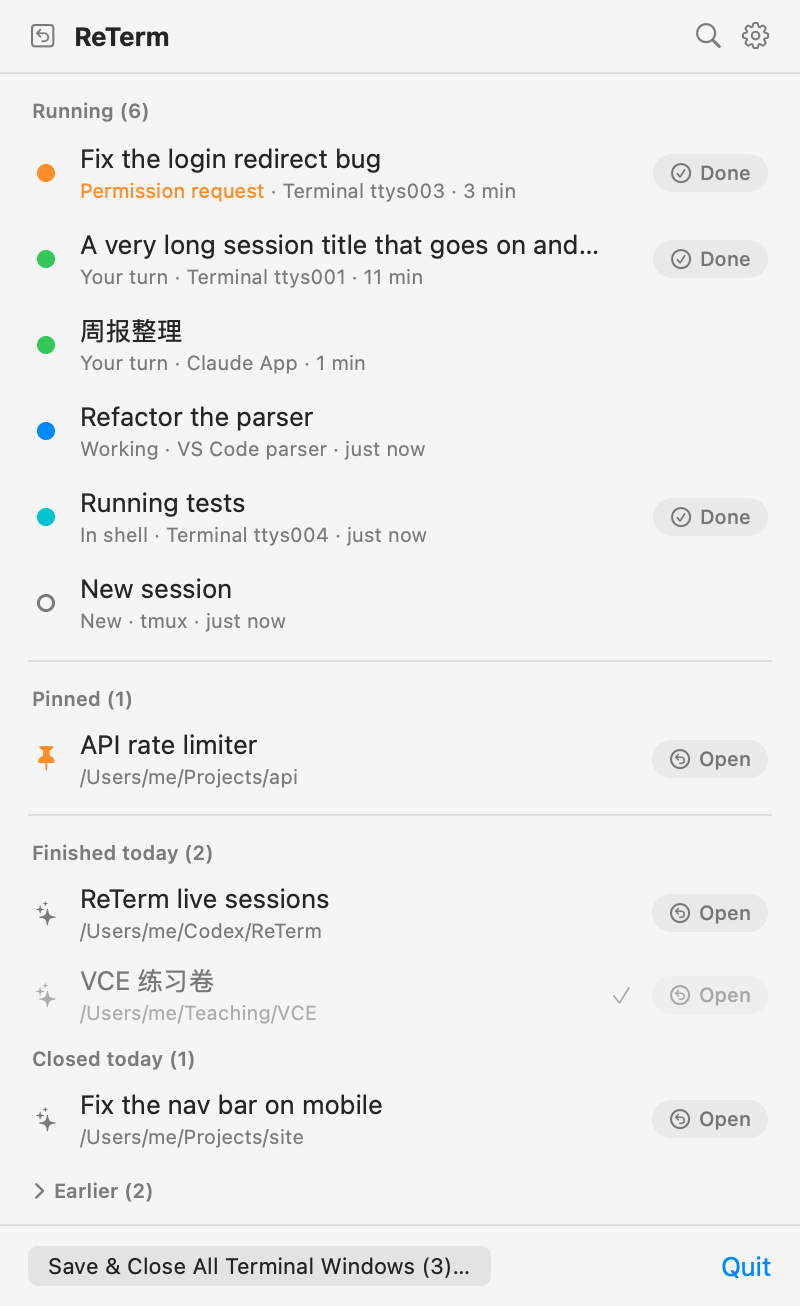 ReTerm
Running (6)
Fix the login redirect bug
Permission request · Terminal ttys003 · 3 min
Done
A very long session title that goes on and...
Your turn · Terminal ttys001 · 11 min
Done
周报整理
Your turn · Claude App · 1 min
Refactor the parser
Working · VS Code parser · just now
Running tests
In shell · Terminal ttys004 · just now
Done
New session
New · tmux · just now
Pinned (1)
API rate limiter
/Users/me/Projects/api
Open
Finished today (2)
ReTerm live sessions
/Users/me/Codex/ReTerm
Open
VCE 练习卷
/Users/me/Teaching/VCE
Open
Closed today (1)
Fix the nav bar on mobile
/Users/me/Projects/site
Open
Earlier (2)
Save & Close All Terminal Windows (3)...
Quit